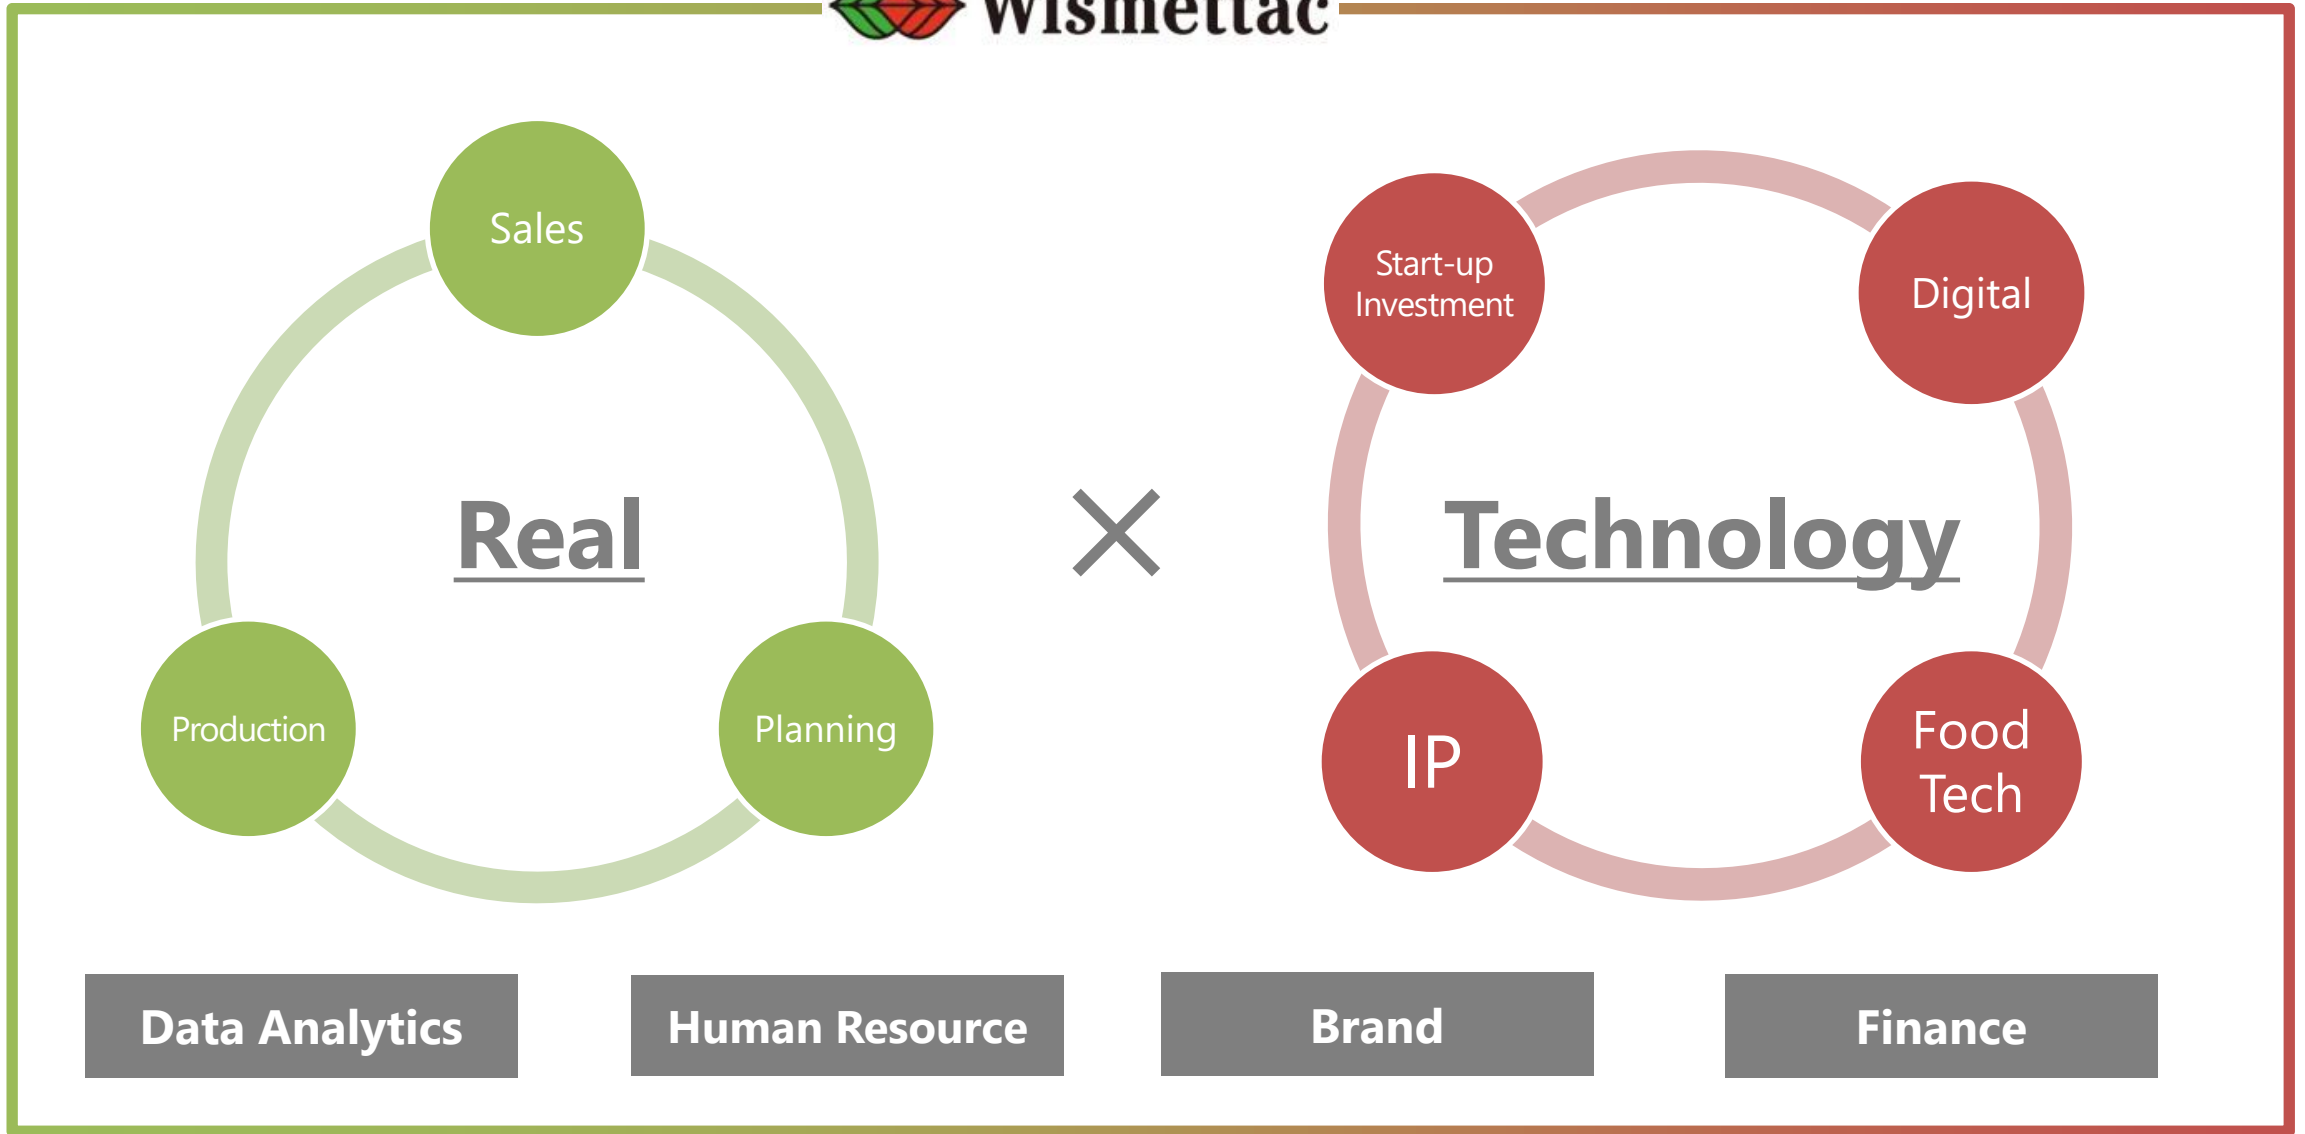 Wismettac
Sales
Production
Planning
Real
×
Start-up
Investment
Digital
Technology
IP
Food
Tech
Data Analytics
Human Resource
Brand
Finance